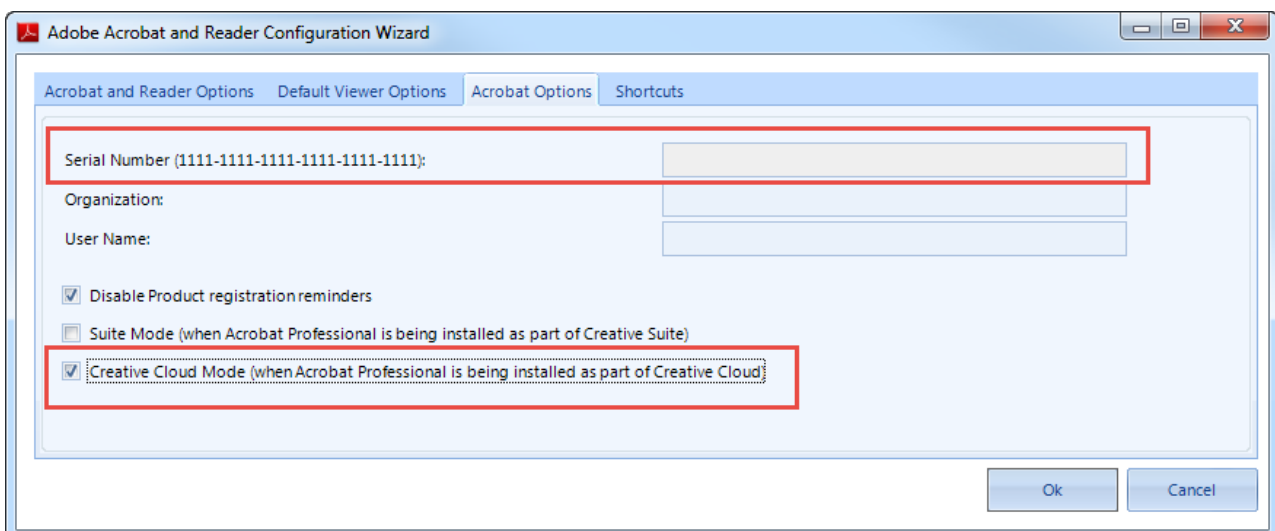 Adobe Acrobat and Reader Configuration Wizard
Acrobat and Reader Options Default Viewer Options Acrobat Options Shortcuts
Serial Number (1111-1111-1111-1111-1111-1111):
Organization:
User Name:
Disable Product registration reminders
Suite Mode (when Acrobat Professional is being installed as part of Creative Suite)
Creative Cloud Mode (when Acrobat Professional is being installed as part of Creative Cloud)
Ok Cancel